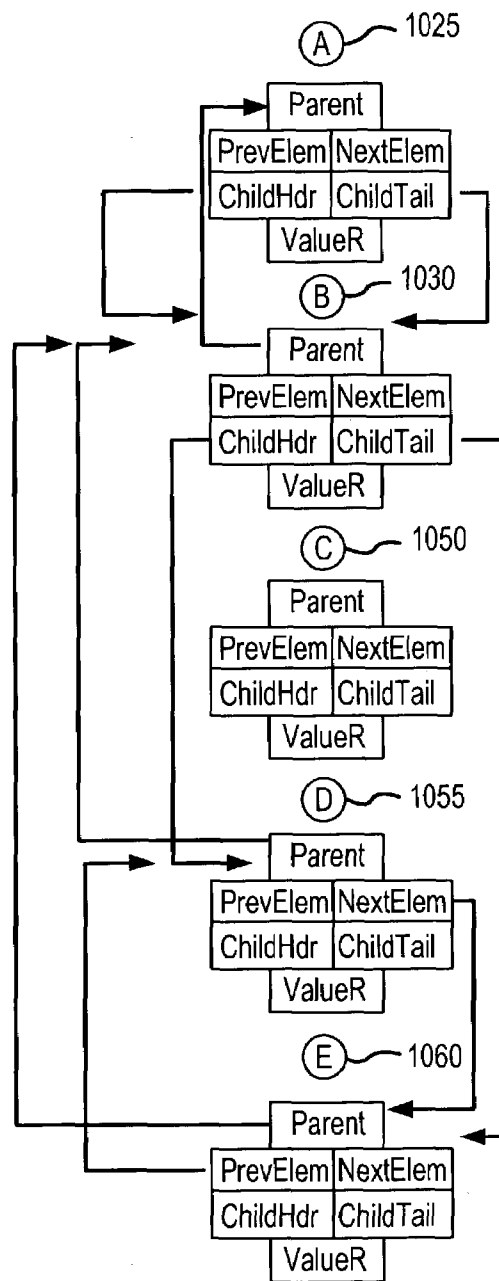 A 1025
Parent
PrevElem NextElem
ChildHdr ChildTail
ValueR
B 1030
Parent
PrevElem NextElem
ChildHdr ChildTail
ValueR
C 1050
Parent
PrevElem NextElem
ChildHdr ChildTail
ValueR
D 1055
Parent
PrevElem NextElem
ChildHdr ChildTail
ValueR
E 1060
Parent
PrevElem NextElem
ChildHdr ChildTail
ValueR